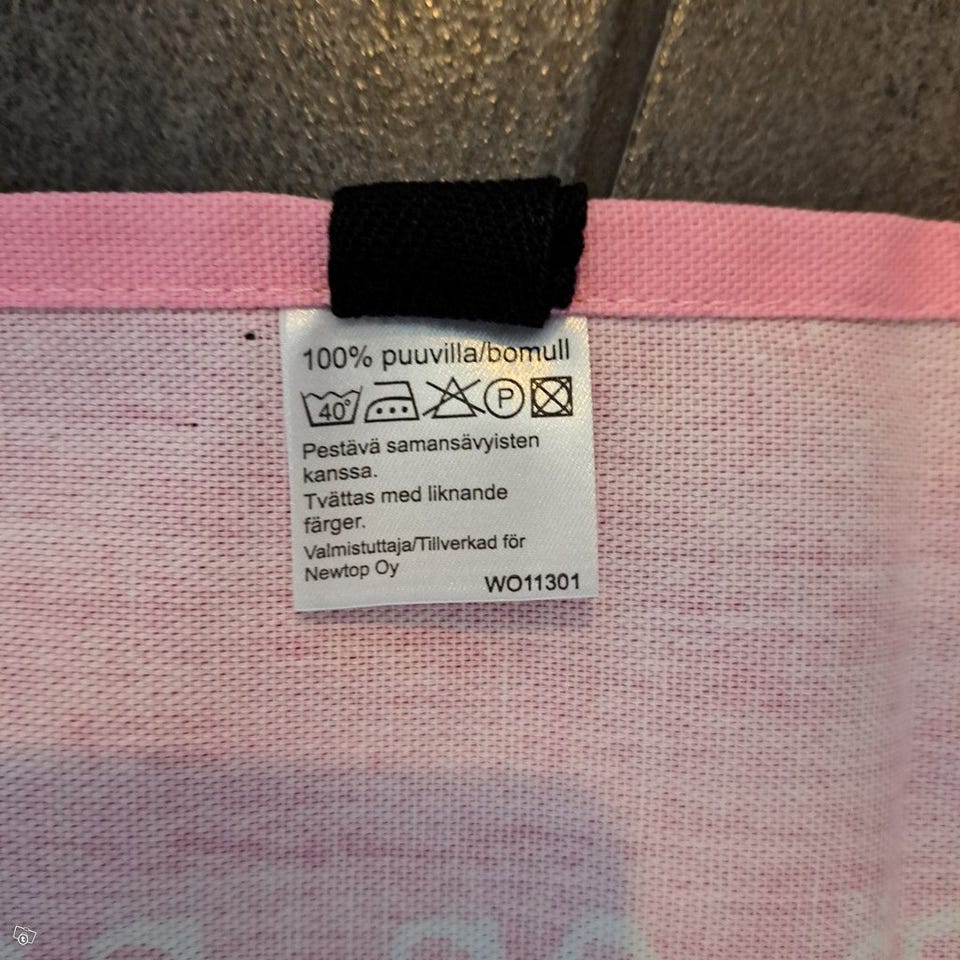 100% puuvilla/bomull
40° P
Pestävä samansävyisten
kanssa.
Tvättas med liknande
färger.
Valmistuttaja/Tillverkad för
Newtop Oy
WO11301